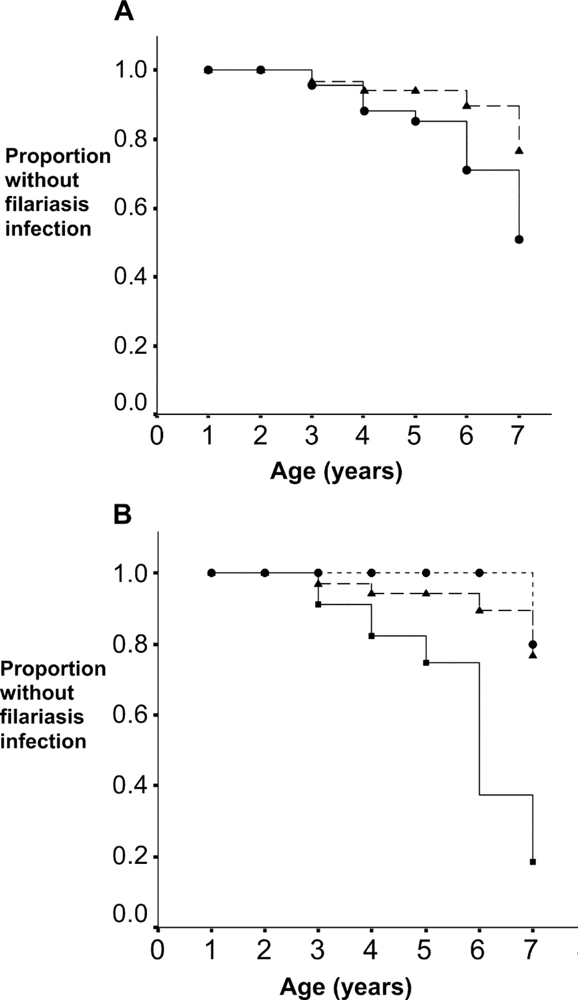 A
1.0
0.8
0.6
0.4
0.2
0.0
Proportion
without
filariasis
infection
0 1 2 3 4 5 6 7
Age (years)
B
1.0
0.8
0.6
0.4
0.2
0.0
Proportion
without
filariasis
infection
0 1 2 3 4 5 6 7
Age (years)